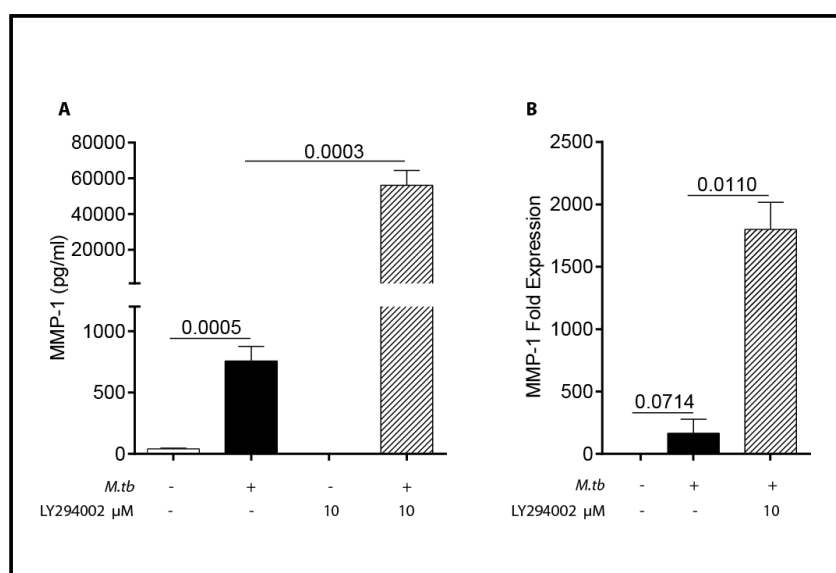 A
MMP-1 (pg/ml)
80000
60000
40000
20000
1000
500
0
0.0003
0.0005
M.tb - + - +
LY294002 µM - - 10 10
B
MMP-1 Fold Expression
2500
2000
1500
1000
500
0
0.0110
0.0714
M.tb - + +
LY294002 µM - - 10